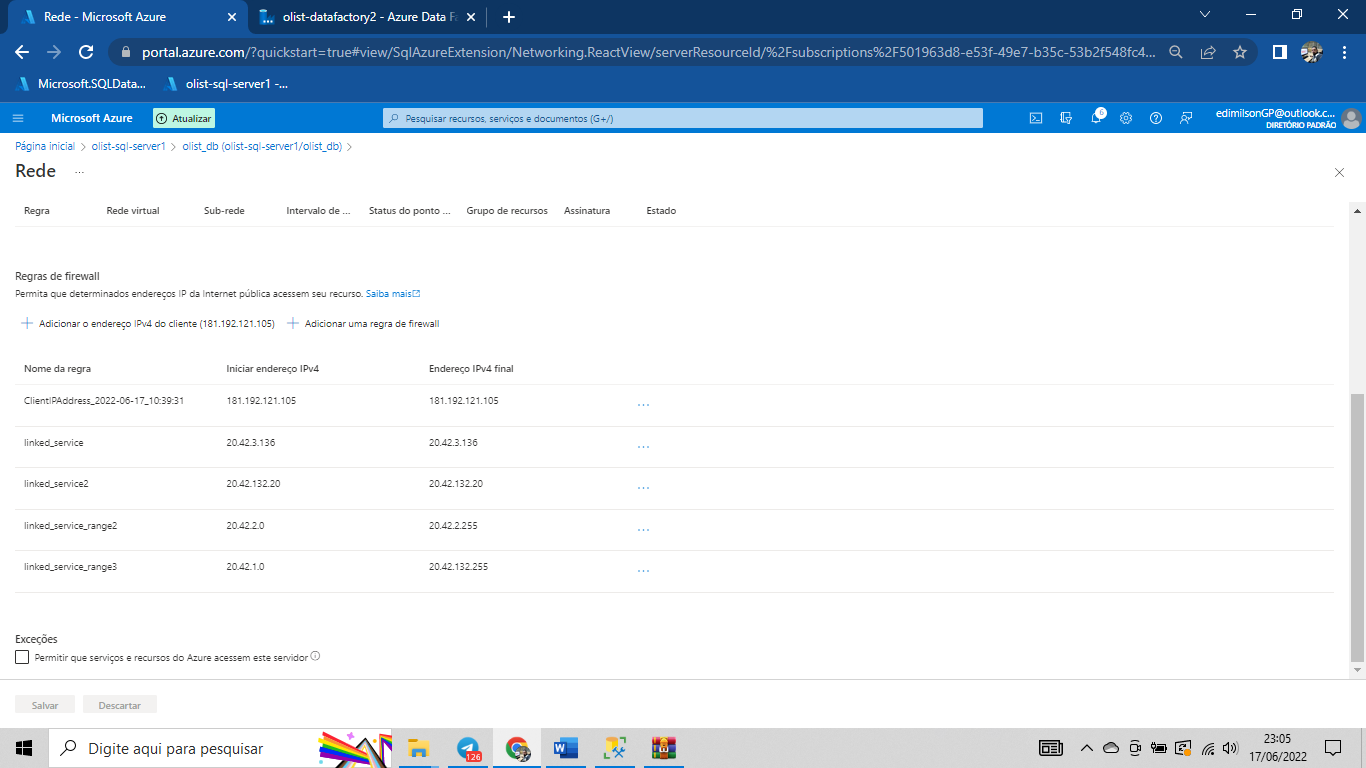 Rede - Microsoft Azure
olist-datafactory2 - Azure Data Fa
portal.azure.com/?quickstart=true#view/SqlAzureExtension/Networking.ReactView/serverResourceId/%2Fsubscriptions%2F501963d8-e53f-49e7-b35c-53b2f548fc4...
Microsoft.SQLData...
olist-sql-server1 -...
Microsoft Azure
Atualizar
Pesquisar recursos, serviços e documentos (G+/)
6
edimilsonGP@outlook.c...
DIRETÓRIO PADRÃO
Página inicial > olist-sql-server1 > olist_db (olist-sql-server1/olist_db) >
Rede ...
Regra Rede virtual Sub-rede Intervalo de ... Status do ponto ... Grupo de recursos Assinatura Estado
Regras de firewall
Permita que determinados endereços IP da Internet pública acessem seu recurso. Saiba mais
+ Adicionar o endereço IPv4 do cliente (181.192.121.105) + Adicionar uma regra de firewall
Nome da regra Iniciar endereço IPv4 Endereço IPv4 final
ClientIPAddress_2022-06-17_10:39:31 181.192.121.105 181.192.121.105 ...
linked_service 20.42.3.136 20.42.3.136 ...
linked_service2 20.42.132.20 20.42.132.20 ...
linked_service_range2 20.42.2.0 20.42.2.255 ...
linked_service_range3 20.42.1.0 20.42.132.255 ...
Exceções
Permitir que serviços e recursos do Azure acessem este servidor
Salvar Descartar
Digite aqui para pesquisar
126
23:05
17/06/2022